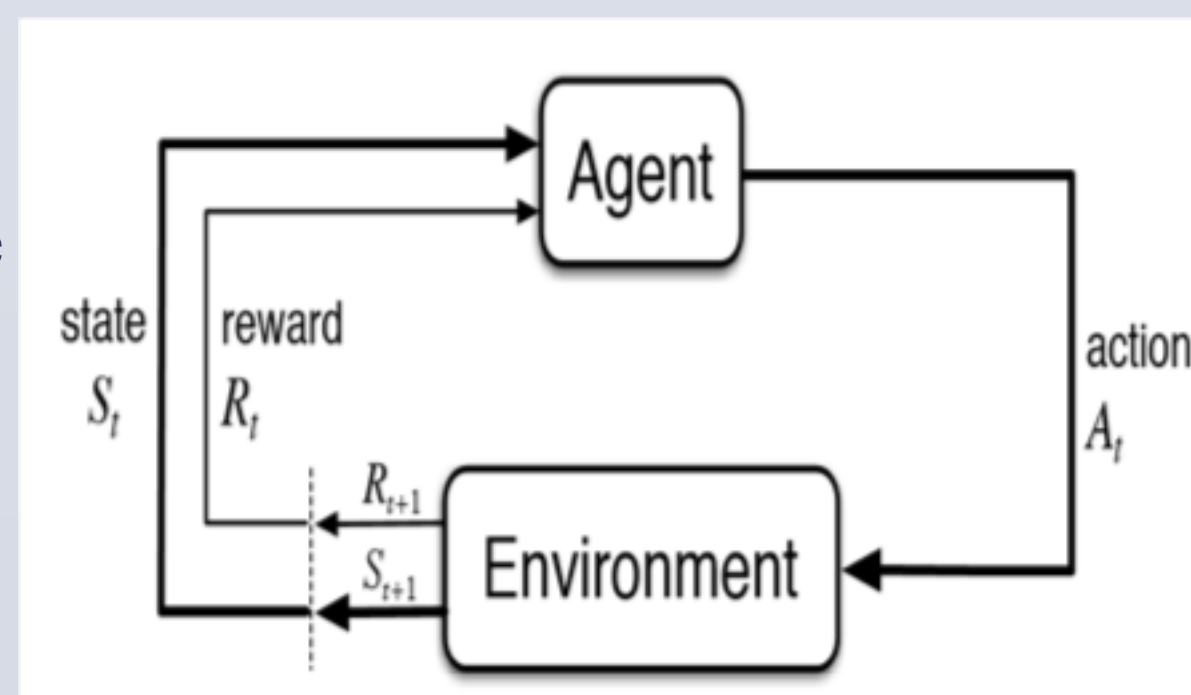 Agent
state
S_t
reward
R_t
action
A_t
R_{t+1}
S_{t+1}
Environment